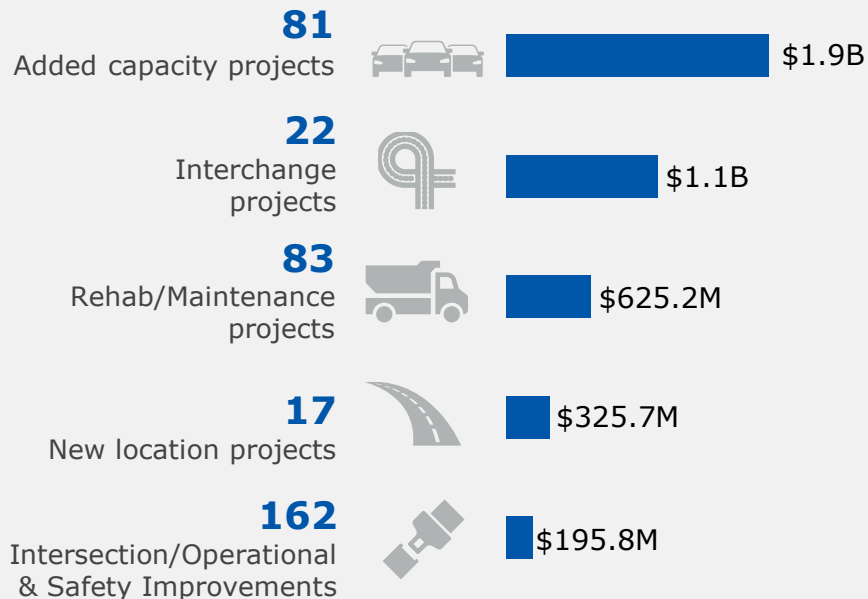 81
Added capacity projects
$1.9B
22
Interchange
projects
$1.1B
83
Rehab/Maintenance
projects
$625.2M
17
New location projects
$325.7M
162
Intersection/Operational
& Safety Improvements
$195.8M